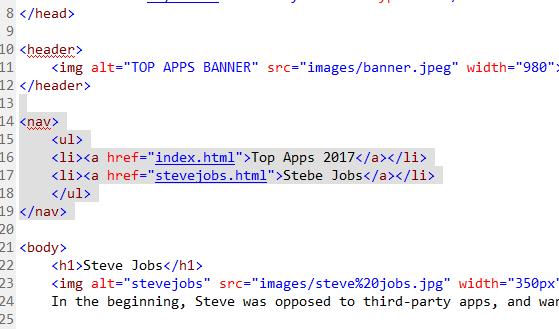 8 </head>
9
10 <header>
11 <img alt="TOP APPS BANNER" src="images/banner.jpeg" width="980">
12 </header>
13
14 <nav>
15 <ul>
16 <li><a href="index.html">Top Apps 2017</a></li>
17 <li><a href="stevejobs.html">Stebe Jobs</a></li>
18 </ul>
19 </nav>
20
21 <body>
22 <h1>Steve Jobs</h1>
23 <img alt="stevejobs" src="images/steve%20jobs.jpg" width="350px"
24 In the beginning, Steve was opposed to third-party apps, and
25